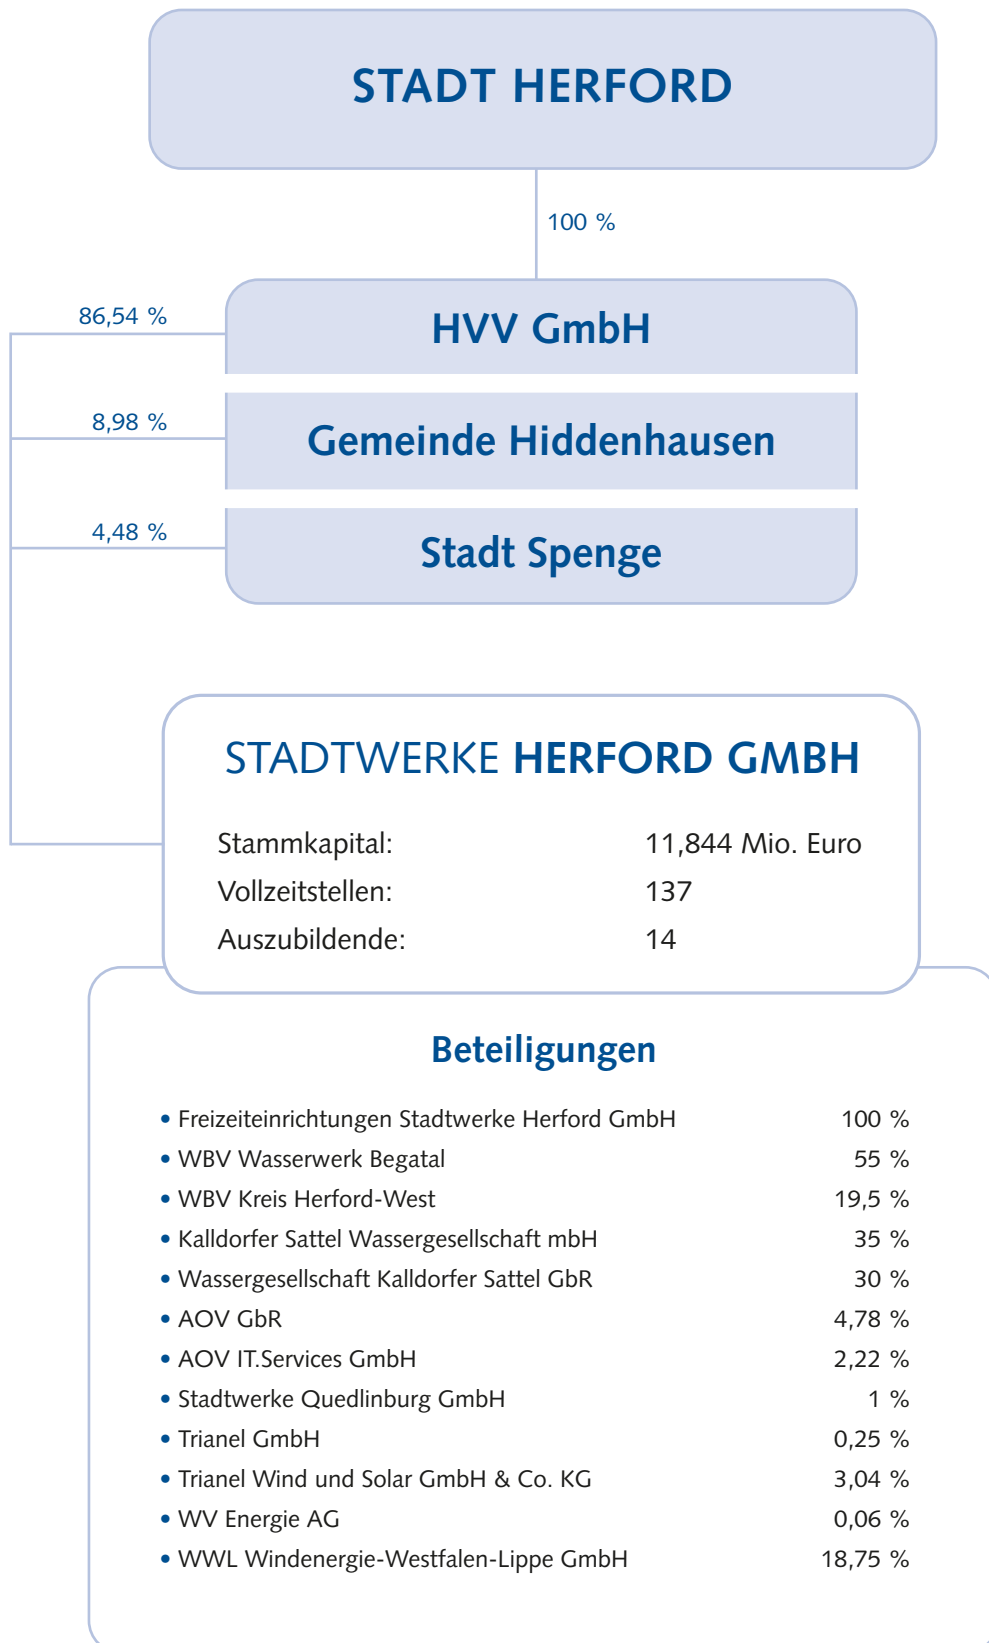 STADT HERFORD
100 %
86,54 %
HVV GmbH
8,98 %
Gemeinde Hiddenhausen
4,48 %
Stadt Spenge
STADTWERKE HERFORD GMBH
Stammkapital: 11,844 Mio. Euro
Vollzeitstellen: 137
Auszubildende: 14
Beteiligungen
• Freizeiteinrichtungen Stadtwerke Herford GmbH 100 %
• WBV Wasserwerk Begatal 55 %
• WBV Kreis Herford-West 19,5 %
• Kalldorfer Sattel Wassergesellschaft mbH 35 %
• Wassergesellschaft Kalldorfer Sattel GbR 30 %
• AOV GbR 4,78 %
• AOV IT.Services GmbH 2,22 %
• Stadtwerke Quedlinburg GmbH 1 %
• Trianel GmbH 0,25 %
• Trianel Wind und Solar GmbH & Co. KG 3,04 %
• WV Energie AG 0,06 %
• WWL Windenergie-Westfalen-Lippe GmbH 18,75 %